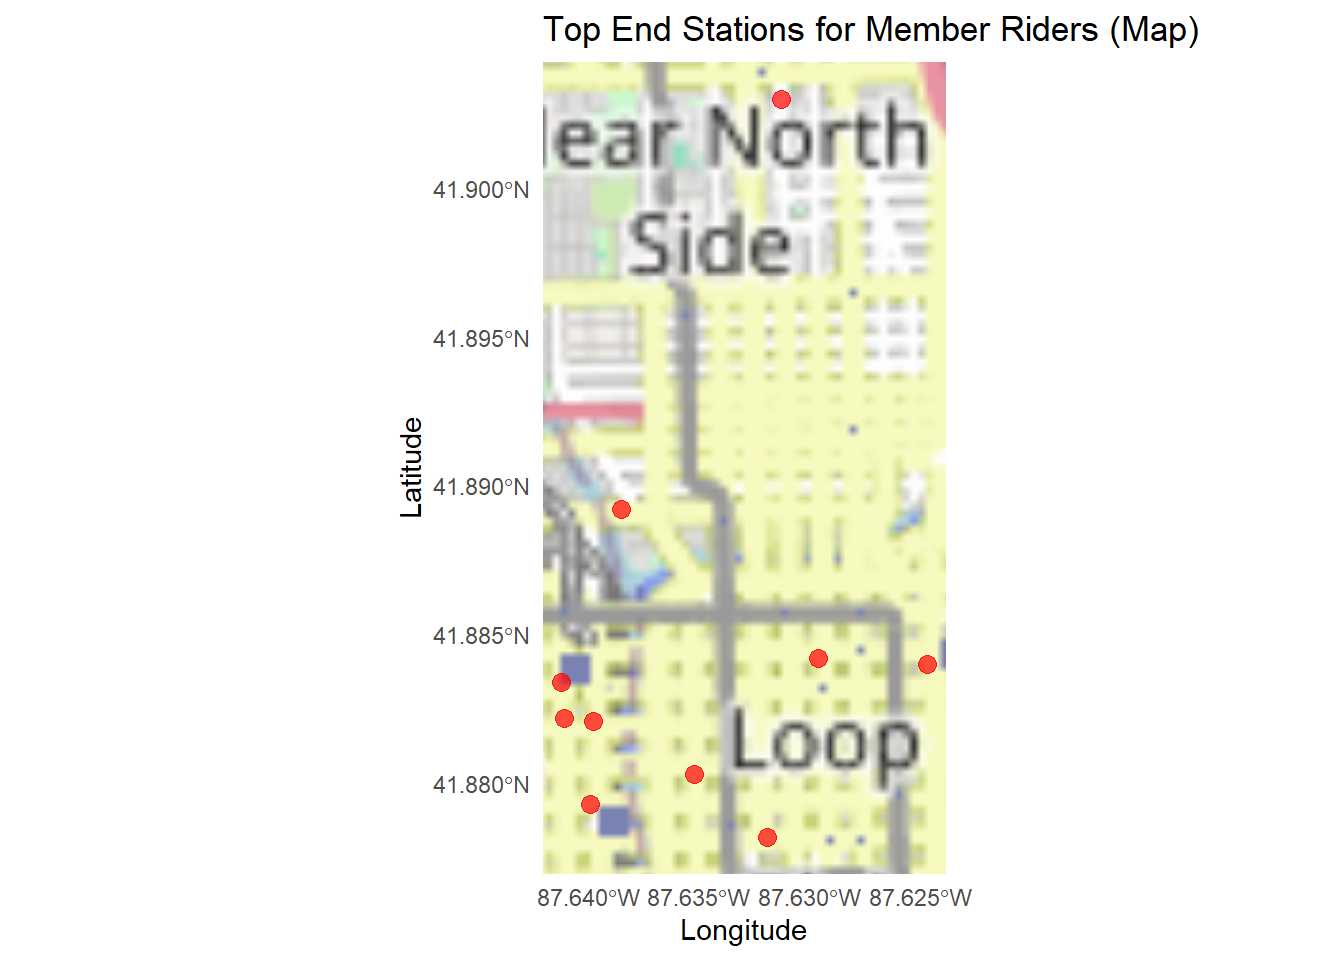 Top End Stations for Member Riders (Map)
ear North
Side
41.900°N
41.895°N
41.890°N
41.885°N
41.880°N
Latitude
Loop
87.640°W 87.635°W 87.630°W 87.625°W
Longitude